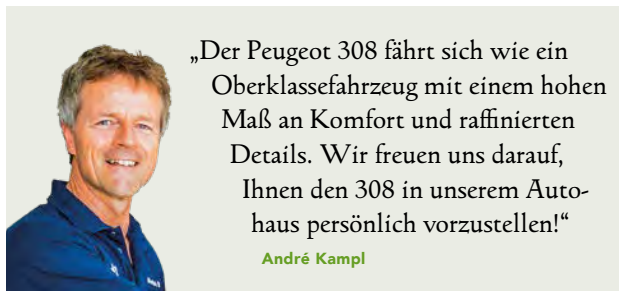 „Der Peugeot 308 fährt sich wie ein
Oberklassefahrzeug mit einem hohen
Maß an Komfort und raffinierten
Details. Wir freuen uns darauf,
Ihnen den 308 in unserem Auto-
haus persönlich vorzustellen!“
André Kampl